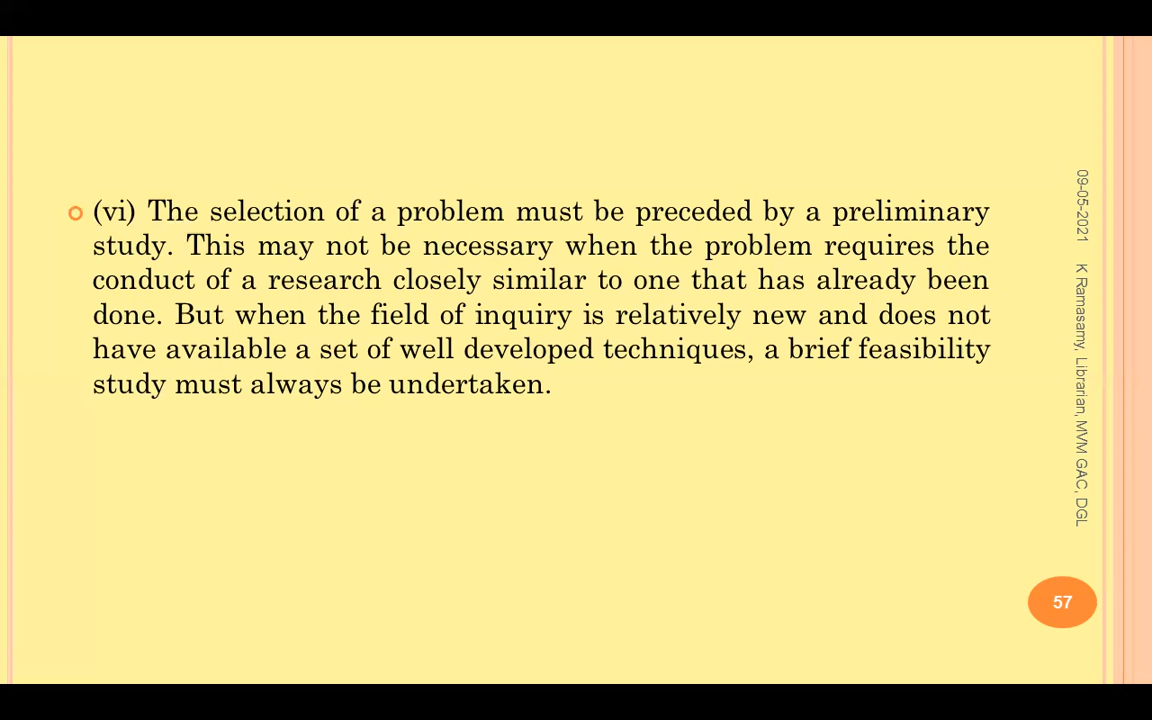 (vi) The selection of a problem must be preceded by a preliminary
study. This may not be necessary when the problem requires the
conduct of a research closely similar to one that has already been
done. But when the field of inquiry is relatively new and does not
have available a set of well developed techniques, a brief feasibility
study must always be undertaken.
09-05-2021 K Ramasamy, Librarian, MVM GAC, DGL
57